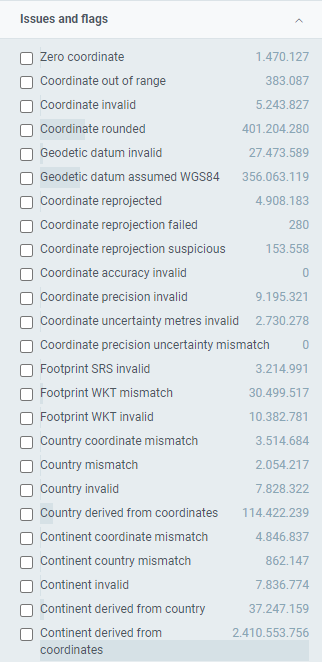 Issues and flags
Zero coordinate 1.470.127
Coordinate out of range 383.087
Coordinate invalid 5.243.827
Coordinate rounded 401.204.280
Geodetic datum invalid 27.473.589
Geodetic datum assumed WGS84 356.063.119
Coordinate reprojected 4.908.183
Coordinate reprojection failed 280
Coordinate reprojection suspicious 153.558
Coordinate accuracy invalid 0
Coordinate precision invalid 9.195.321
Coordinate uncertainty metres invalid 2.730.278
Coordinate precision uncertainty mismatch 0
Footprint SRS invalid 3.214.991
Footprint WKT mismatch 30.499.517
Footprint WKT invalid 10.382.781
Country coordinate mismatch 3.514.684
Country mismatch 2.054.217
Country invalid 7.828.322
Country derived from coordinates 114.422.239
Continent coordinate mismatch 4.846.837
Continent country mismatch 862.147
Continent invalid 7.836.774
Continent derived from country 37.247.159
Continent derived from 2.410.553.756
coordinates